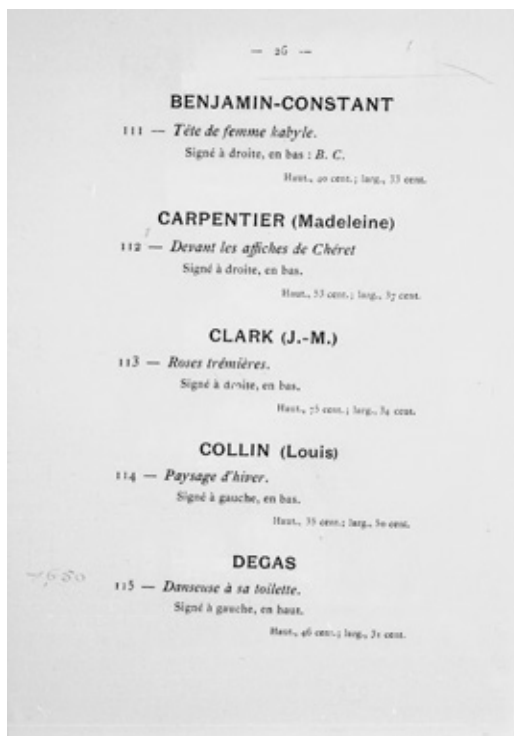 — 26 —
BENJAMIN-CONSTANT
111 — Tête de femme kabyle.
Signé à droite, en bas : B. C.
Haut., 40 cent.; larg., 33 cent.
CARPENTIER (Madeleine)
112 — Devant les affiches de Chéret
Signé à droite, en bas.
Haut., 53 cent.; larg., 37 cent.
CLARK (J.-M.)
113 — Roses trémières.
Signé à droite, en bas.
Haut., 75 cent.; larg., 54 cent.
COLLIN (Louis)
114 — Paysage d'hiver.
Signé à gauche, en bas.
Haut., 35 cent.; larg., 50 cent.
DEGAS
115 — Danseuse à sa toilette.
Signé à gauche, en haut.
Haut., 46 cent.; larg., 31 cent.